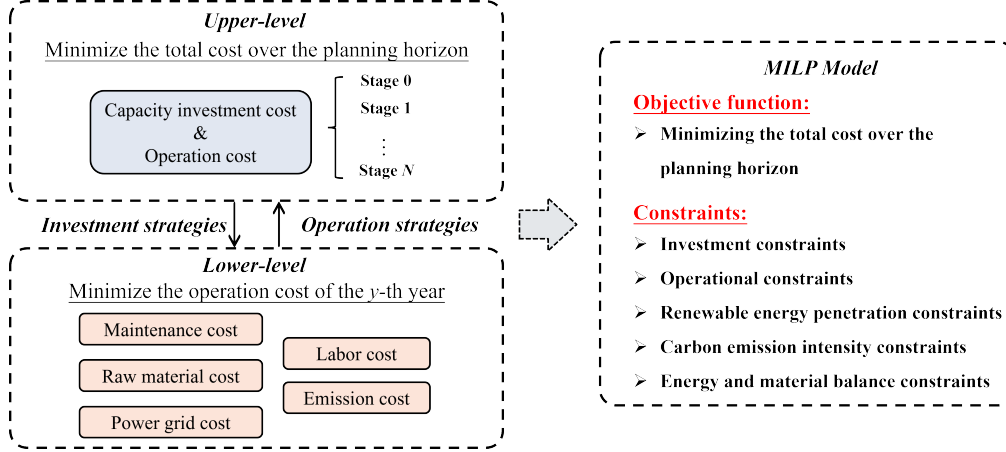 Upper-level
Minimize the total cost over the planning horizon
Capacity investment cost
&
Operation cost
Stage 0
Stage 1
⋮
Stage N
Investment strategies
Operation strategies
Lower-level
Minimize the operation cost of the y-th year
Maintenance cost
Raw material cost
Power grid cost
Labor cost
Emission cost
MILP Model
Objective function:
➢ Minimizing the total cost over the
planning horizon
Constraints:
➢ Investment constraints
➢ Operational constraints
➢ Renewable energy penetration constraints
➢ Carbon emission intensity constraints
➢ Energy and material balance constraints